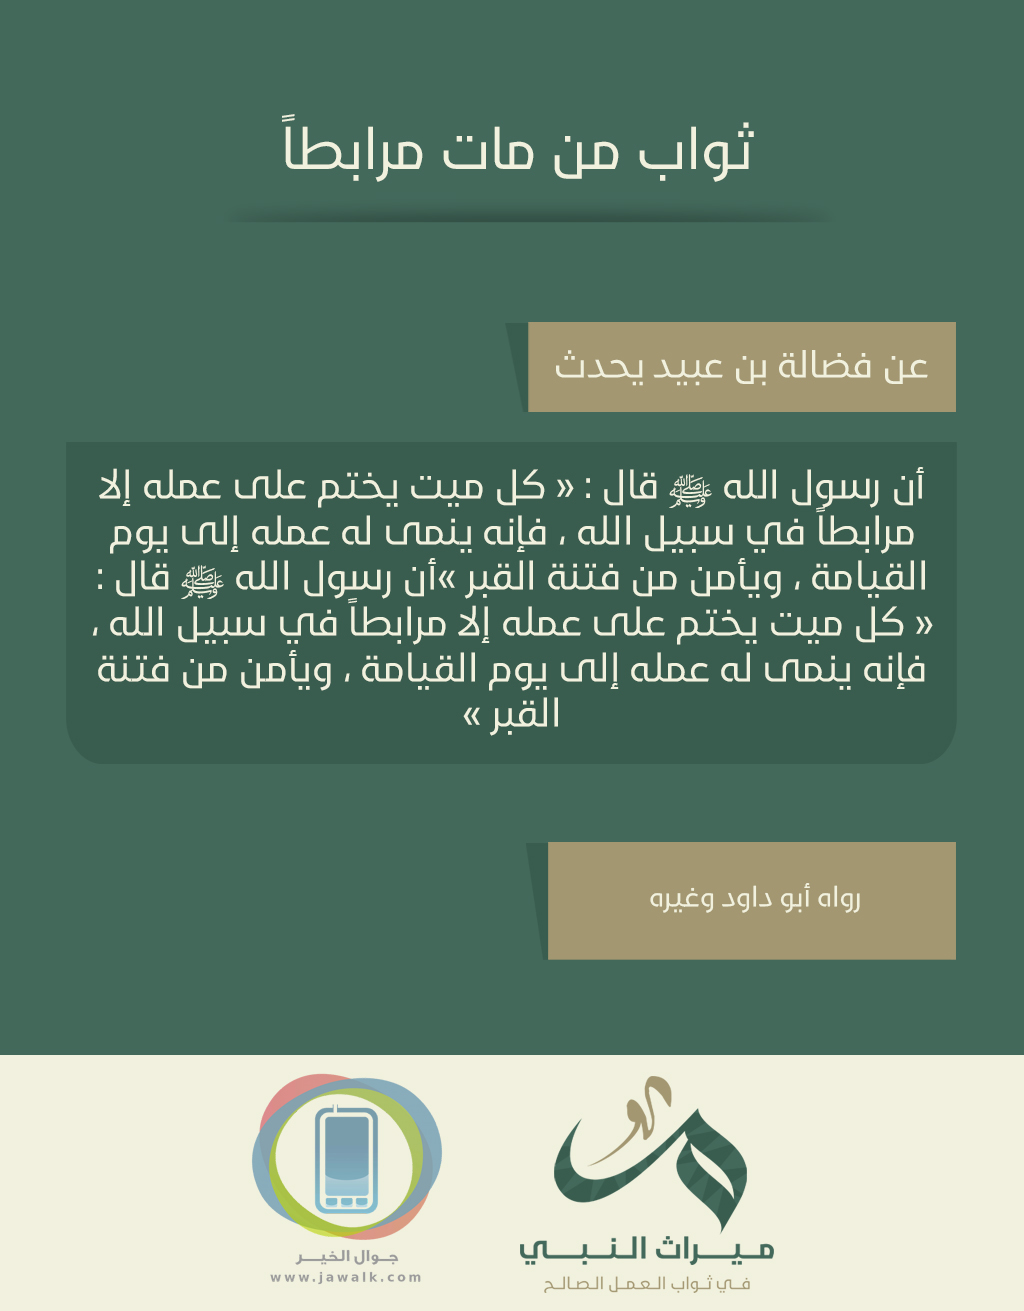 ثواب من مات مرابطاً
عن فضالة بن عبيد يحدث
أن رسول الله ﷺ قال : « كل ميت يختم على عمله إلا
مرابطاً في سبيل الله ، فإنه ينمى له عمله إلى يوم
القيامة ، ويأمن من فتنة القبر »أن رسول الله ﷺ قال :
« كل ميت يختم على عمله إلا مرابطاً في سبيل الله ،
فإنه ينمى له عمله إلى يوم القيامة ، ويأمن من فتنة
القبر »
رواه أبو داود وغيره
ميراث النبي
في ثواب العمل الصالح
جوال الخير
www.jawalk.com